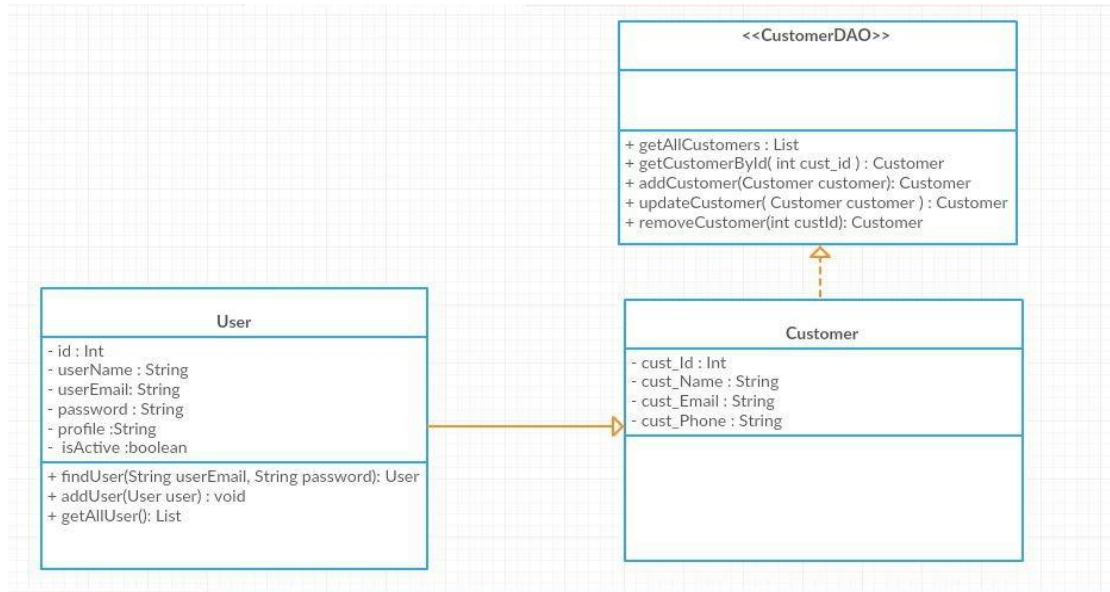 <<CustomerDAO>>
+ getAllCustomers : List
+ getCustomerById( int cust_id ) : Customer
+ addCustomer(Customer customer): Customer
+ updateCustomer( Customer customer ) : Customer
+ removeCustomer(int custId): Customer
User
- id : Int
- userName : String
- userEmail: String
- password : String
- profile :String
- isActive :boolean
+ findUser(String userEmail, String password): User
+ addUser(User user) : void
+ getAllUser(): List
Customer
- cust_Id : Int
- cust_Name : String
- cust_Email : String
- cust_Phone : String